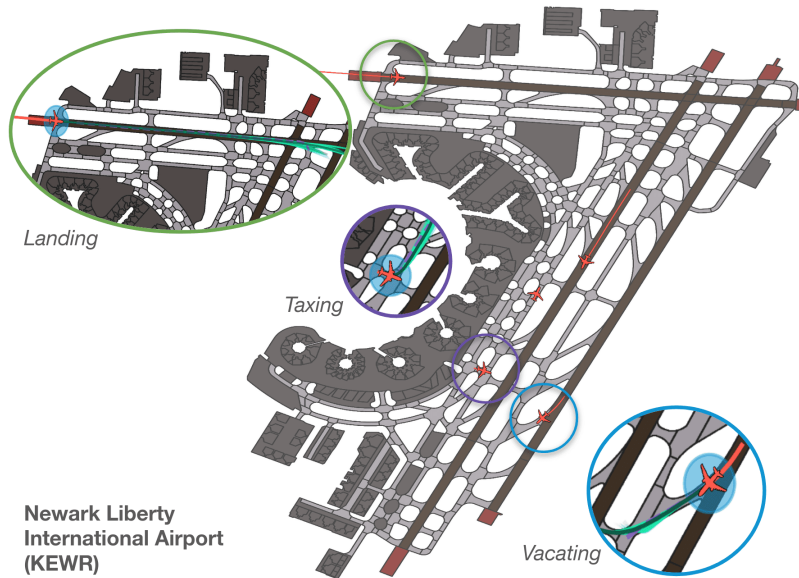 Landing
Taxing
Vacating
Newark Liberty
International Airport
(KEWR)